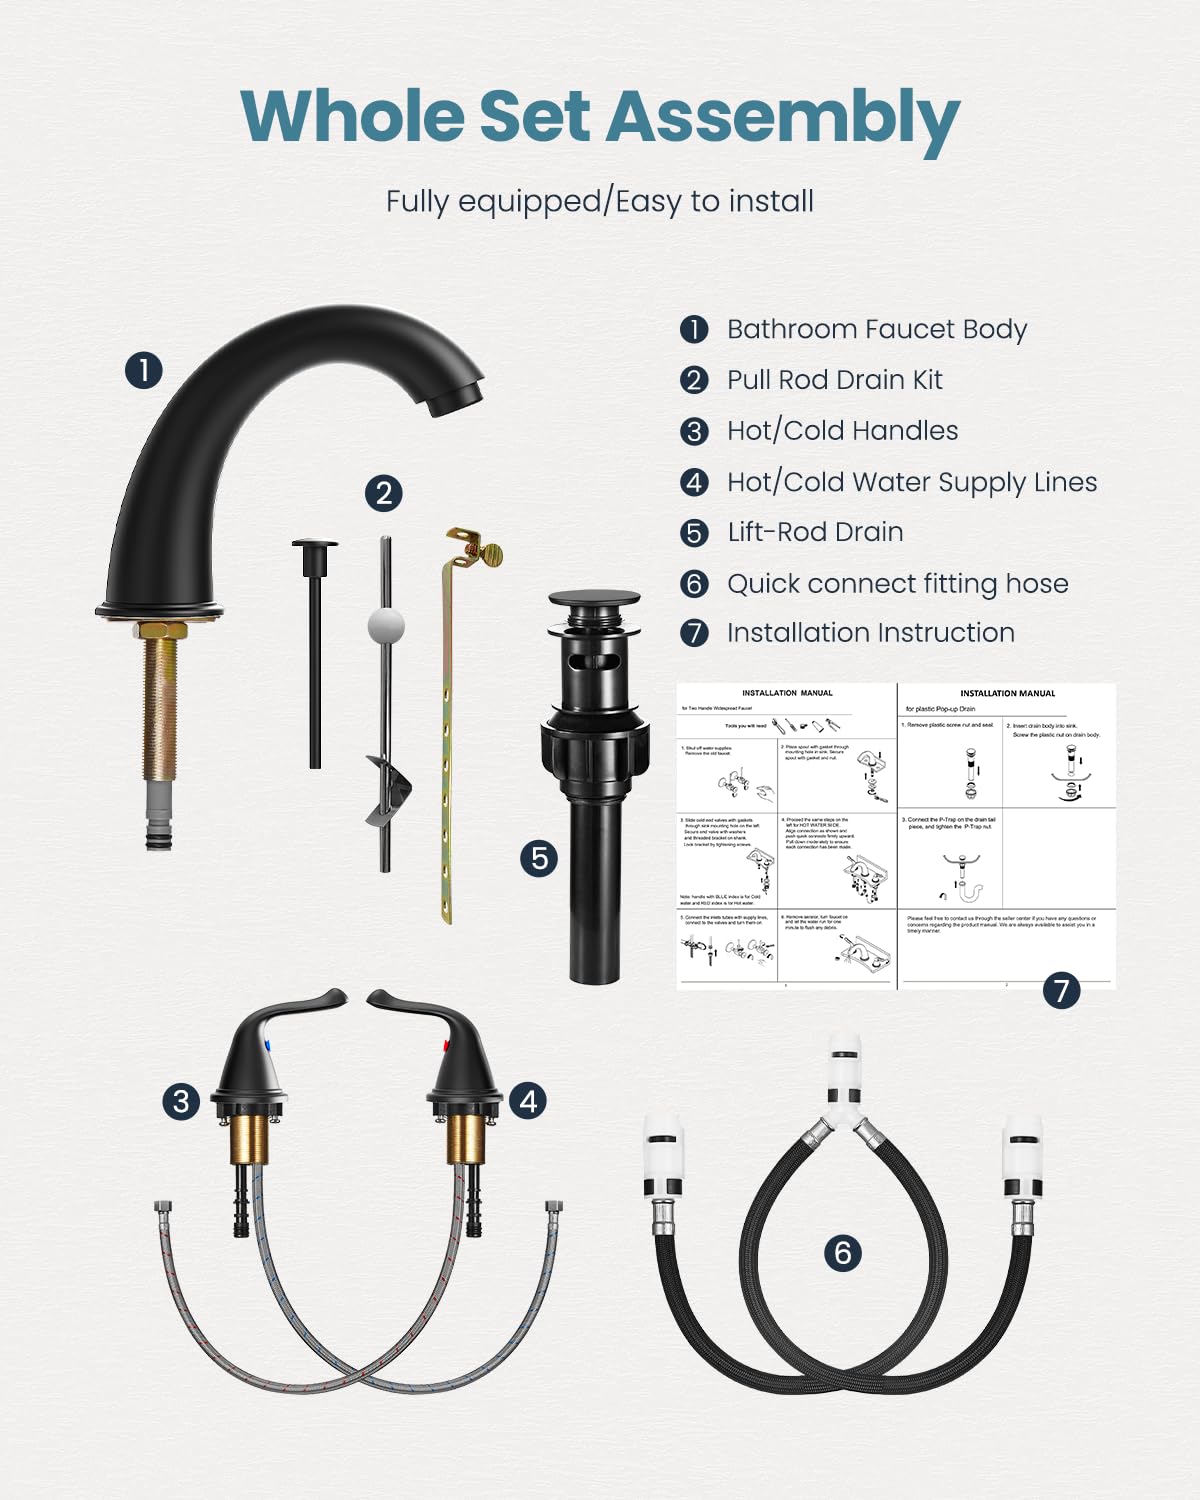 Whole Set Assembly
Fully equipped/Easy to install
1 Bathroom Faucet Body
2 Pull Rod Drain Kit
3 Hot/Cold Handles
4 Hot/Cold Water Supply Lines
5 Lift-Rod Drain
6 Quick connect fitting hose
7 Installation Instruction
1
2
5
INSTALLATION MANUAL
for Two Handle Widespread Faucet
Tools you will need
1. Shut off water supplies.
Remove the old faucet.
2. Place spout with gasket through
mounting hole in sink. Secure
spout with gasket and nut.
3. Slide cold end valves with gaskets
through sink mounting hole on the left.
Secure end valve with washers
and threaded bracket on shank.
Lock bracket by tightening screws.
Note: handle with BLUE index is for Cold
water and RED index is for Hot water.
4. Proceed the same steps on the
left for HOT WATER SIDE.
Align connection as shown and
push quick connects firmly upward.
Pull down moderately to ensure
each connection has been made.
5. Connect the inlets tubes with supply lines,
connect to the valves and turn them on.
6. Remove aerator, turn faucet on
and let the water run for one
minute to flush any debris.
INSTALLATION MANUAL
for plastic Pop-up Drain
1. Remove plastic screw nut and seal.
2. Insert drain body into sink.
Screw the plastic nut on drain body.
3. Connect the P-Trap on the drain tail
piece, and tighten the P-Trap nut.
Please feel free to contact us through the seller center if you have any questions or
concerns regarding the product manual. We are always available to assist you in a
timely manner.
7
3
4
6